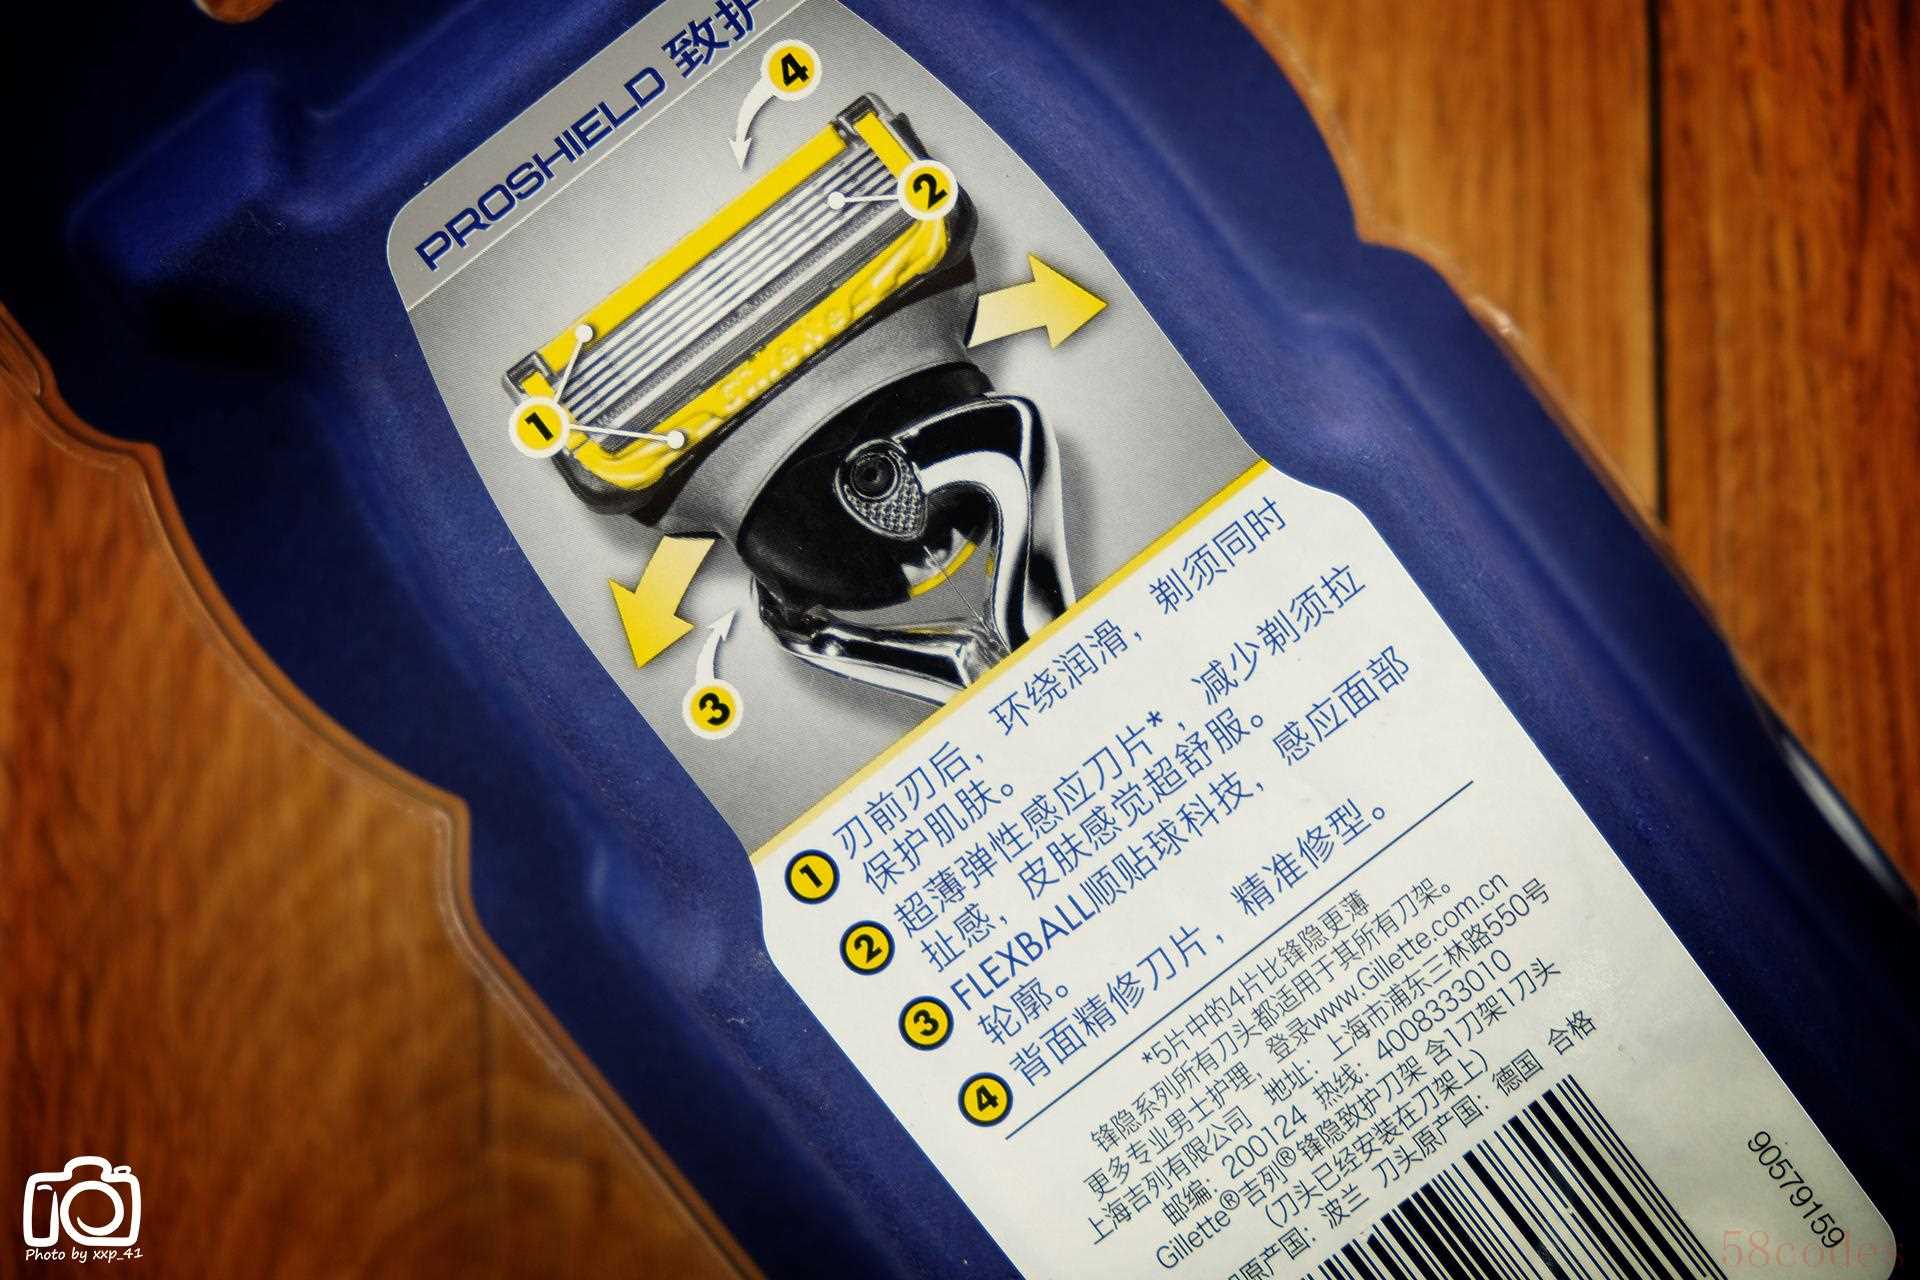 PROSHIELD 致护
4
2
1
3
1 刃前刃后，环绕润滑，剃须同时
保护肌肤。
2 超薄弹性感应刀片*，减少剃须拉
扯感，皮肤感觉超舒服。
3 FLEXBALL顺贴球科技，感应面部
轮廓。
4 背面精修刀片，精准修型。
*5片中的4片比锋隐更薄
锋隐系列所有刀头都适用于其所有刀架。
更多专业男士护理，登录www.Gillette.com.cn
上海吉列有限公司 地址：上海市浦东三林路550号
邮编：200124 热线：4008333010
Gillette®吉列®锋隐致护刀架 含1刀架1刀头
(刀头已经安装在刀架上)
原产国：波兰 刀头原产国：德国 合格
90579159
Photo by xxp_41
58codes